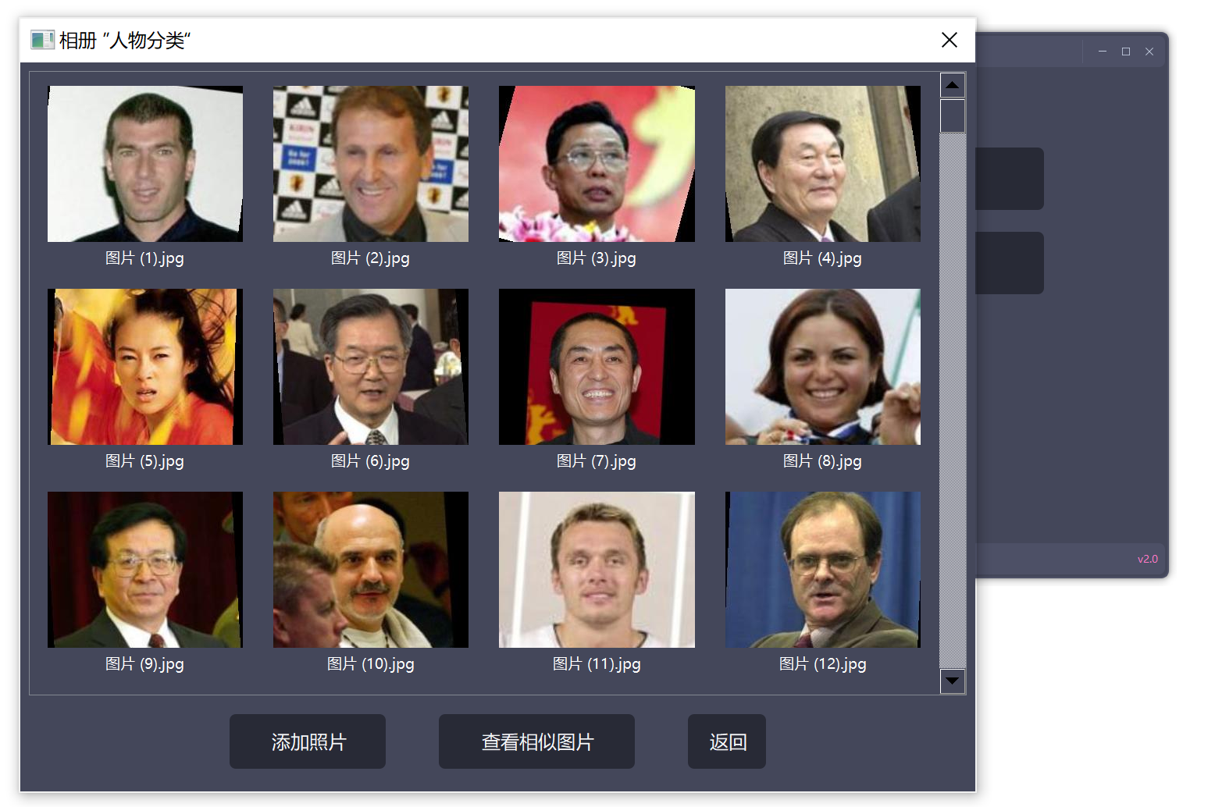 相册 “人物分类“
图片 (1).jpg
图片 (2).jpg
图片 (3).jpg
图片 (4).jpg
图片 (5).jpg
图片 (6).jpg
图片 (7).jpg
图片 (8).jpg
图片 (9).jpg
图片 (10).jpg
图片 (11).jpg
图片 (12).jpg
添加照片
查看相似图片
返回
v2.0